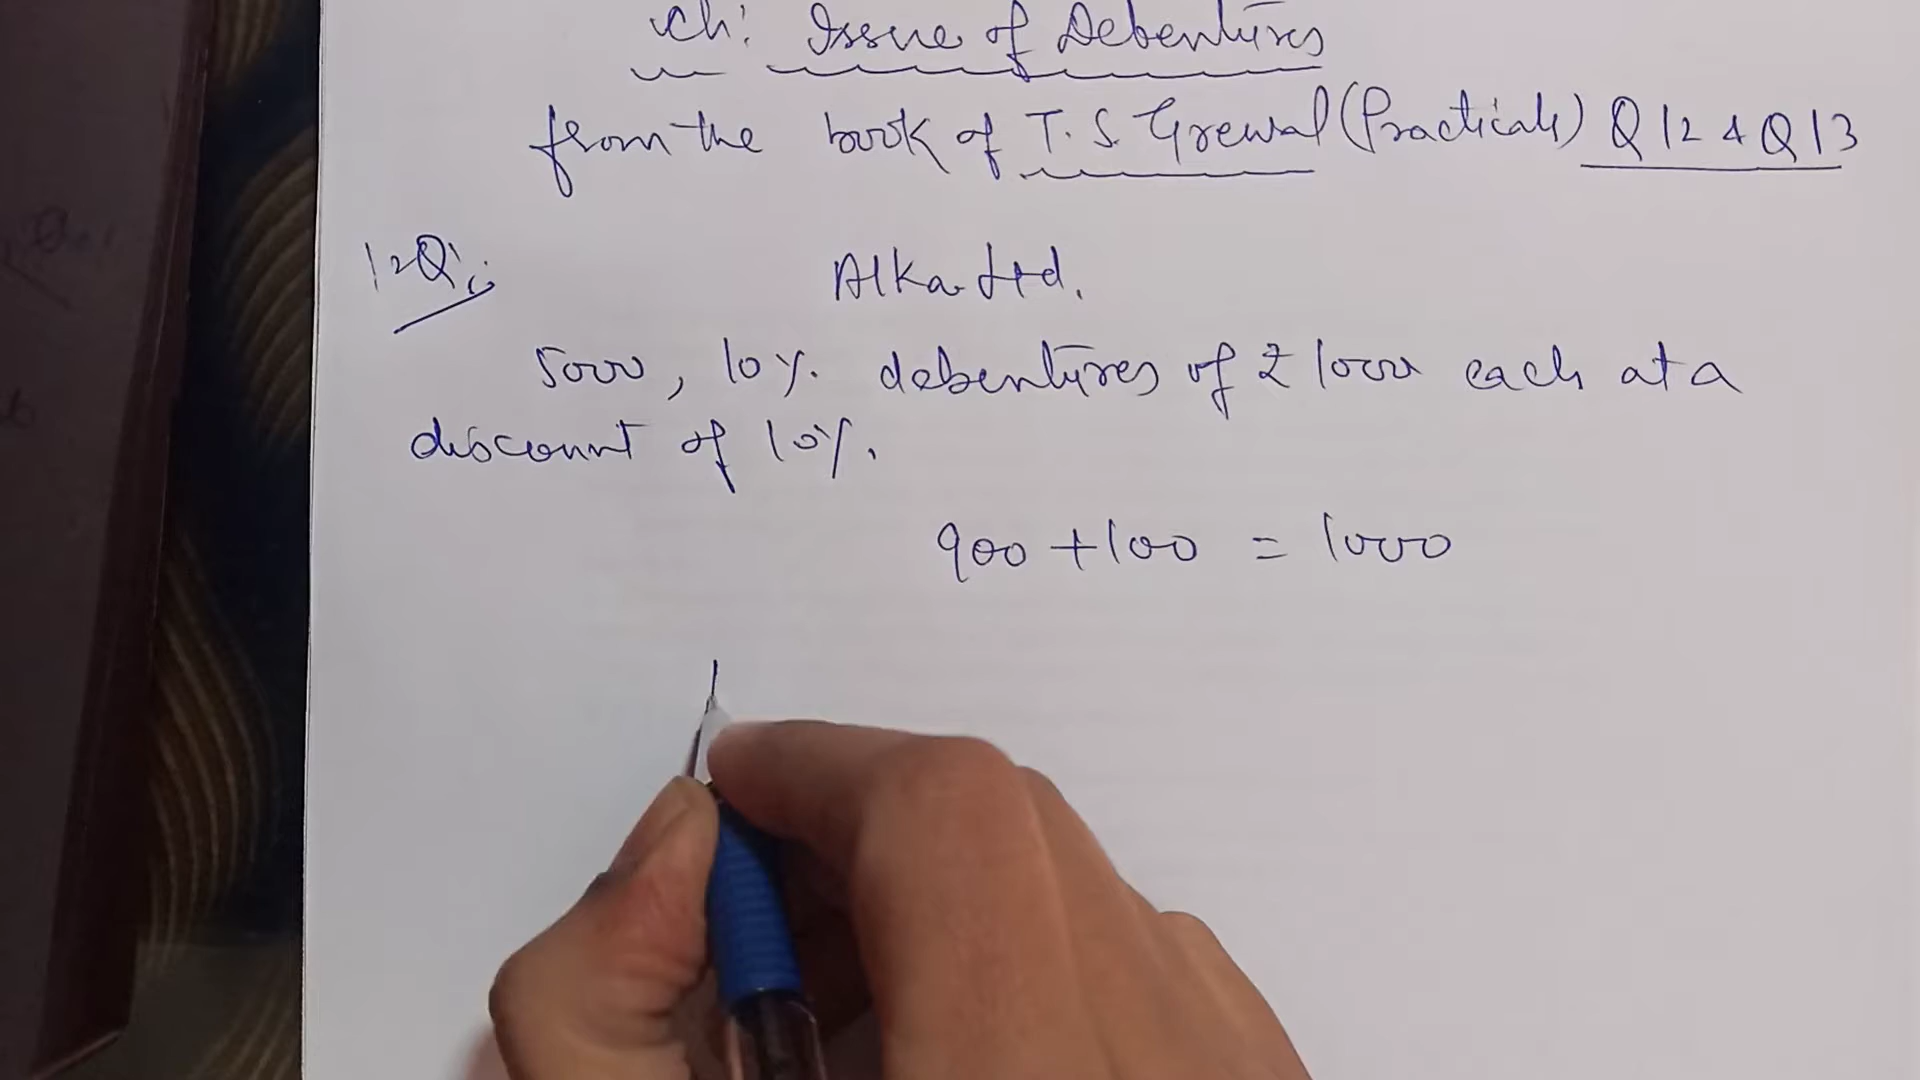 Ch: Issue of Debentures
from the book of T.S. Grewal (Practicals) Q12 & Q13
12Q:
Alka Ltd.
5000, 10%. debentures of ₹ 1000 each at a
discount of 10%.
900 + 100 = 1000